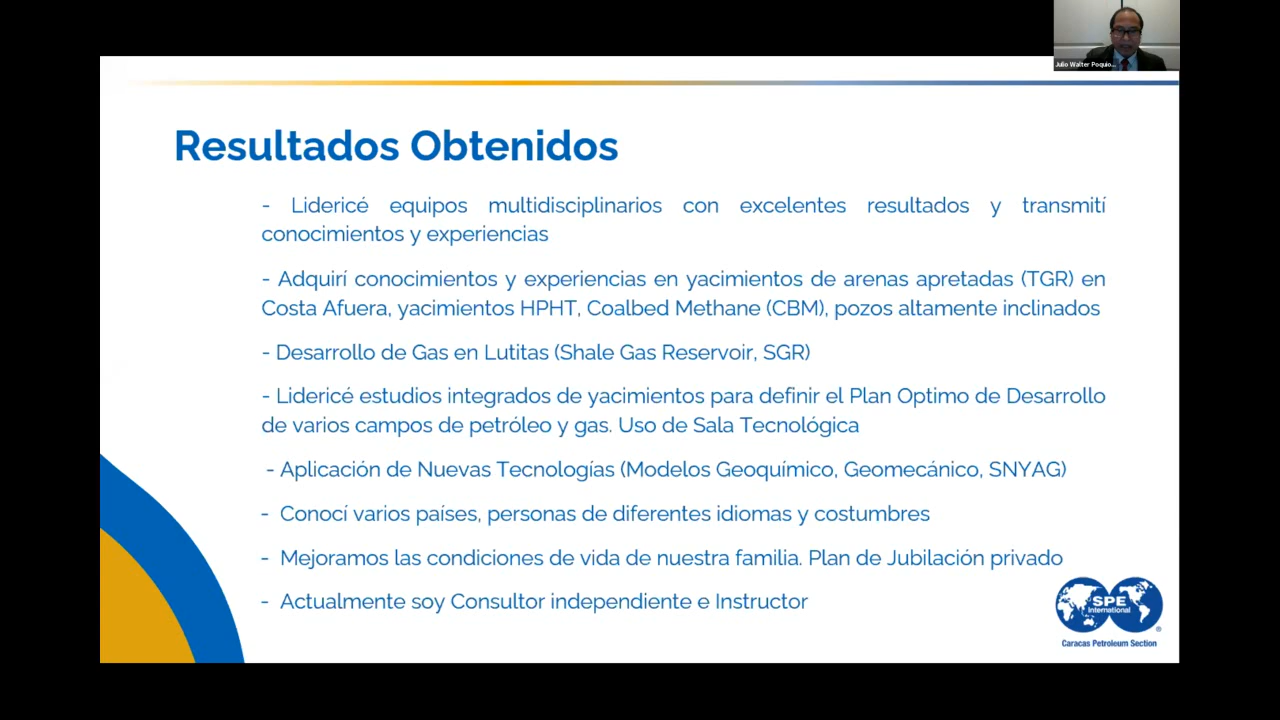 Julio Walter Poquio...
Resultados Obtenidos
- Lidericé equipos multidisciplinarios con excelentes resultados y transmití
conocimientos y experiencias
- Adquirí conocimientos y experiencias en yacimientos de arenas apretadas (TGR) en
Costa Afuera, yacimientos HPHT, Coalbed Methane (CBM), pozos altamente inclinados
- Desarrollo de Gas en Lutitas (Shale Gas Reservoir, SGR)
- Lidericé estudios integrados de yacimientos para definir el Plan Optimo de Desarrollo
de varios campos de petróleo y gas. Uso de Sala Tecnológica
- Aplicación de Nuevas Tecnologías (Modelos Geoquímico, Geomecánico, SNYAG)
- Conocí varios países, personas de diferentes idiomas y costumbres
- Mejoramos las condiciones de vida de nuestra familia. Plan de Jubilación privado
- Actualmente soy Consultor independiente e Instructor
SPE
International
®
Caracas Petroleum Section